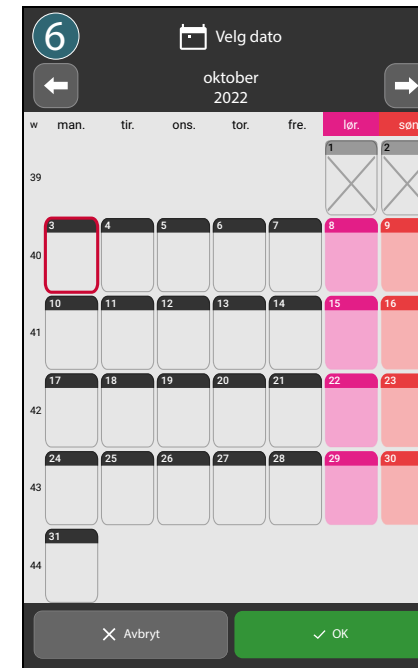 6
Velg dato
oktober
2022
w man. tir. ons. tor. fre. lør. søn
39 1 2
40 3 4 5 6 7 8 9
41 10 11 12 13 14 15 16
42 17 18 19 20 21 22 23
43 24 25 26 27 28 29 30
44 31
Avbryt OK